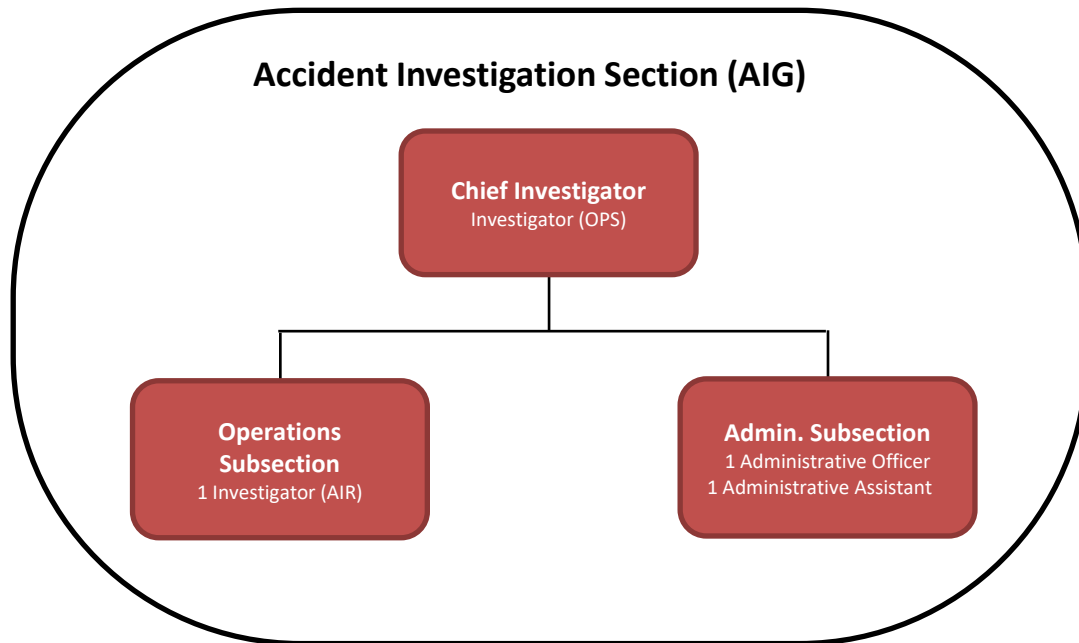 Accident Investigation Section (AIG)
Chief Investigator
Investigator (OPS)
Operations
Subsection
1 Investigator (AIR)
Admin. Subsection
1 Administrative Officer
1 Administrative Assistant